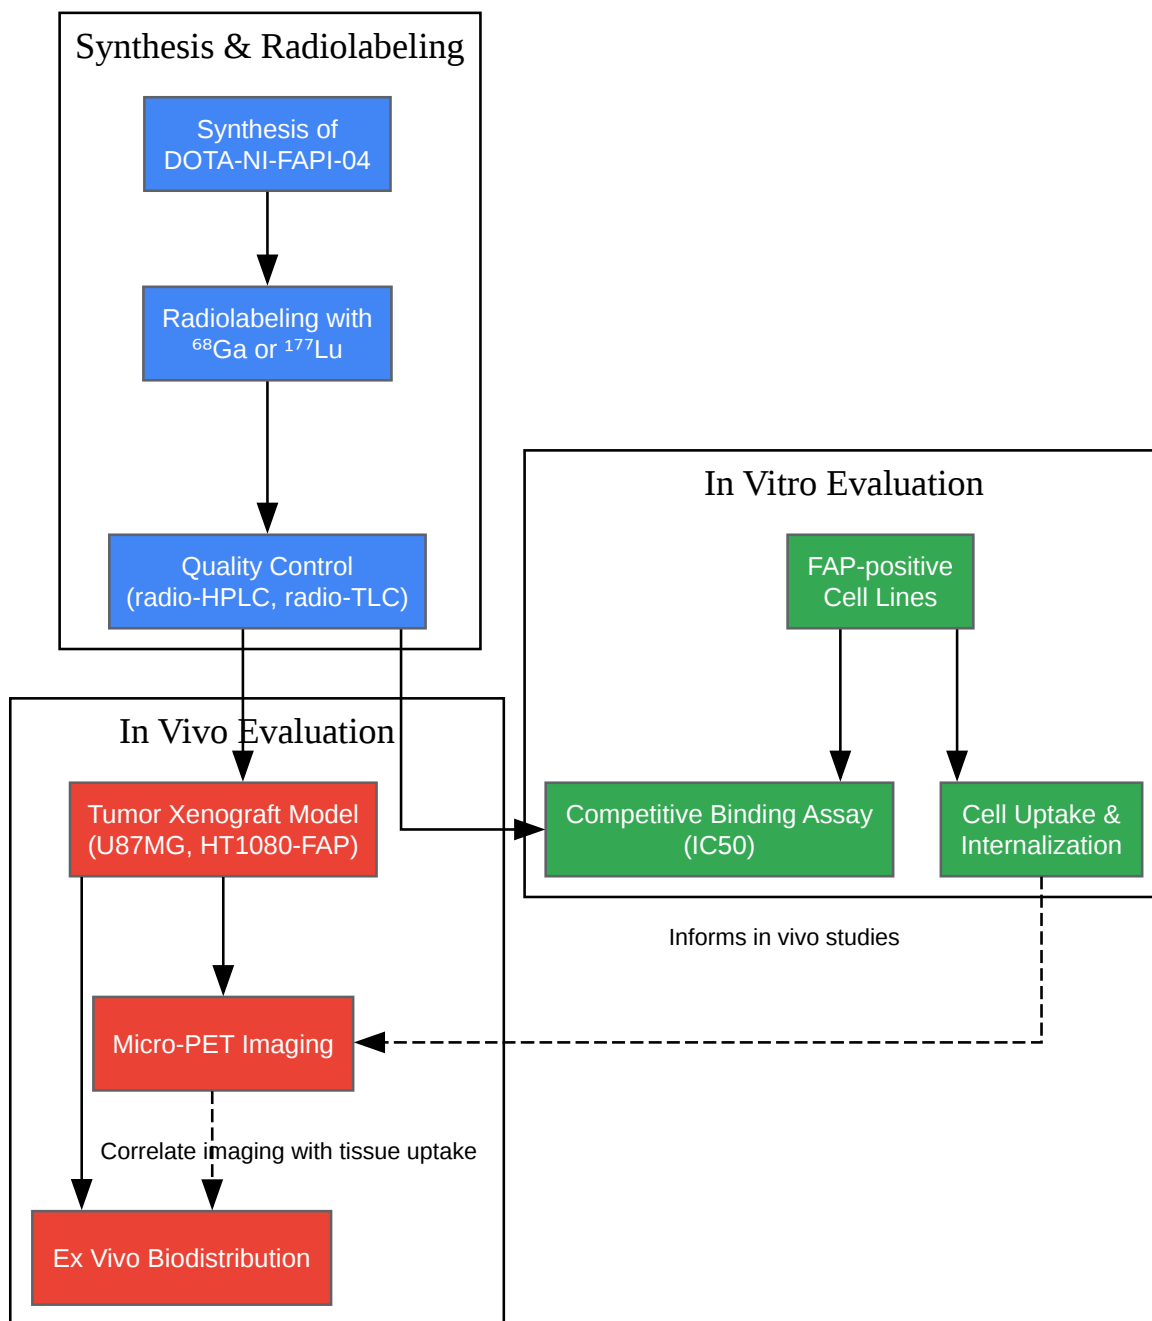 Synthesis & Radiolabeling
Synthesis of
DOTA-NI-FAPI-04
Radiolabeling with
⁶⁸Ga or ¹⁷⁷Lu
Quality Control
(radio-HPLC, radio-TLC)
In Vitro Evaluation
FAP-positive
Cell Lines
Competitive Binding Assay
(IC50)
Cell Uptake &
Internalization
Informs in vivo studies
In Vivo Evaluation
Tumor Xenograft Model
(U87MG, HT1080-FAP)
Micro-PET Imaging
Correlate imaging with tissue uptake
Ex Vivo Biodistribution